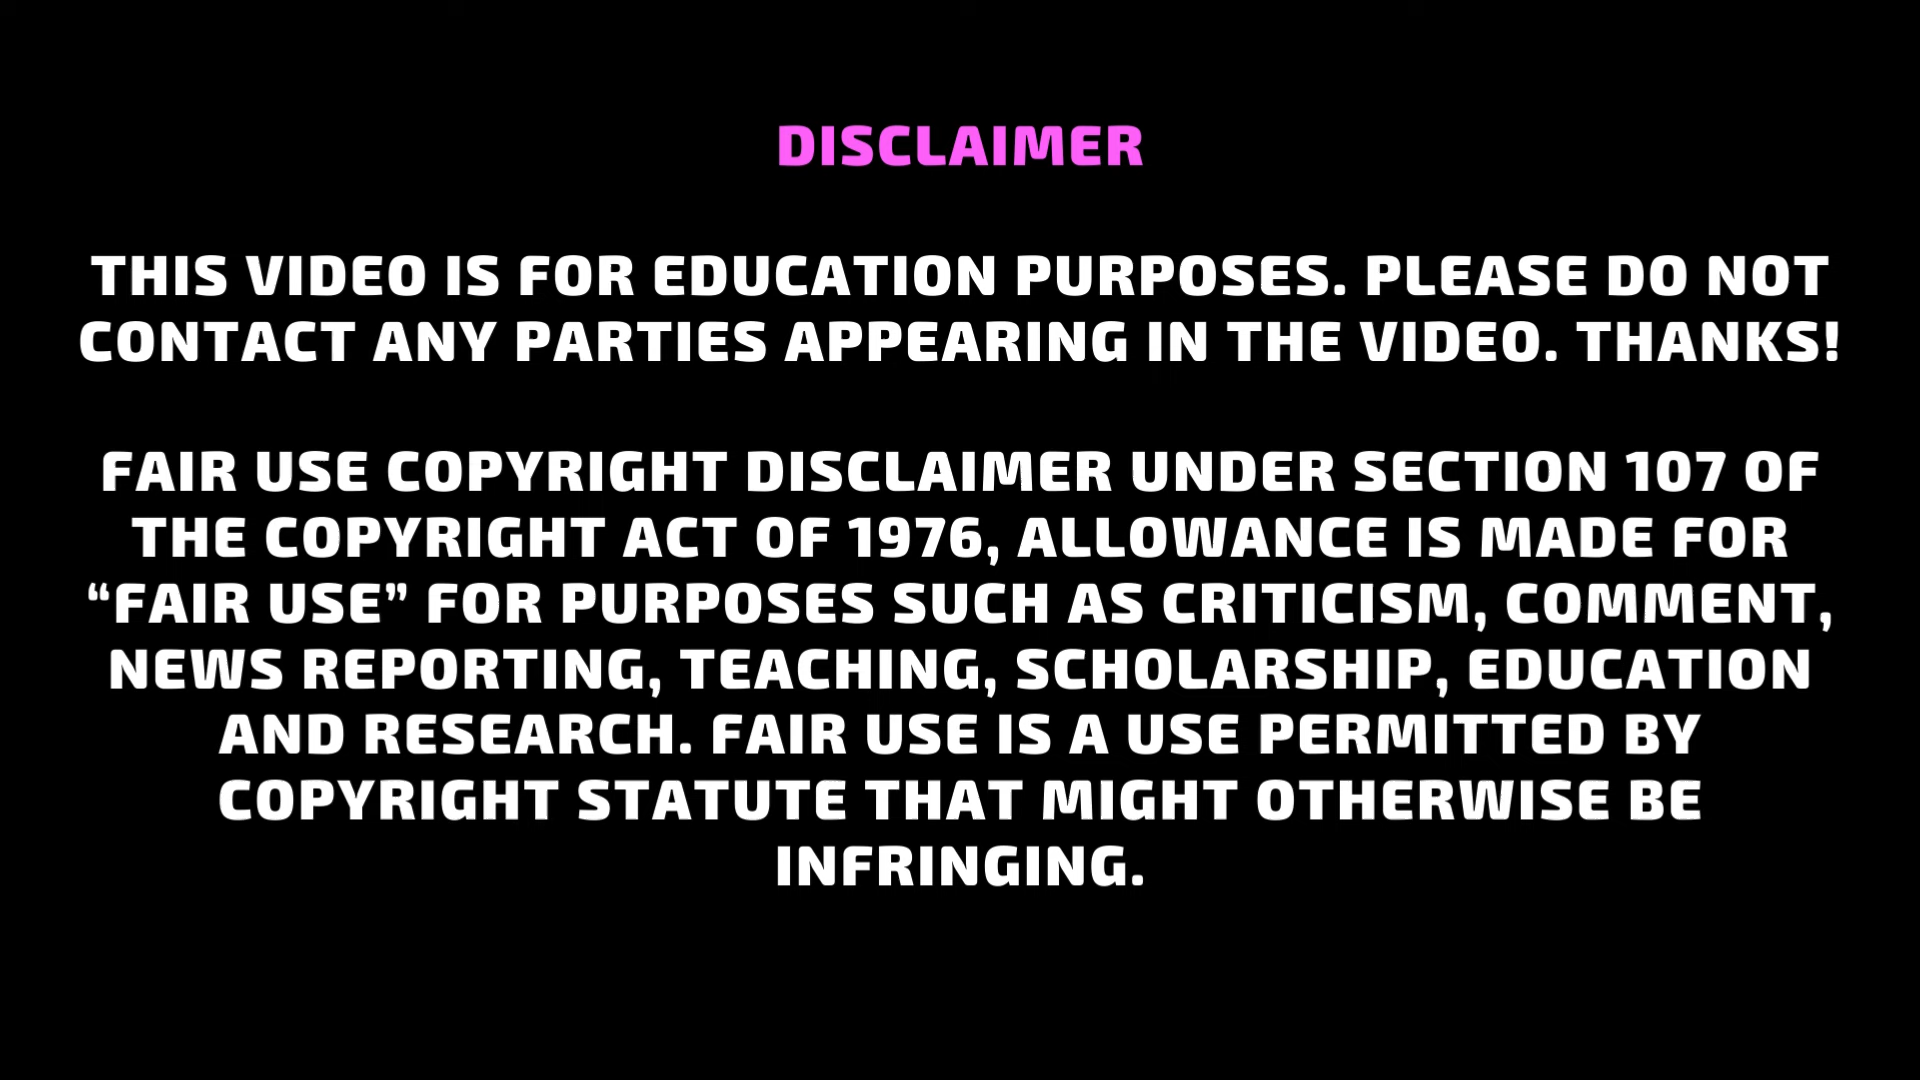 DISCLAIMER
THIS VIDEO IS FOR EDUCATION PURPOSES. PLEASE DO NOT
CONTACT ANY PARTIES APPEARING IN THE VIDEO. THANKS!
FAIR USE COPYRIGHT DISCLAIMER UNDER SECTION 107 OF
THE COPYRIGHT ACT OF 1976, ALLOWANCE IS MADE FOR
“FAIR USE” FOR PURPOSES SUCH AS CRITICISM, COMMENT,
NEWS REPORTING, TEACHING, SCHOLARSHIP, EDUCATION
AND RESEARCH. FAIR USE IS A USE PERMITTED BY
COPYRIGHT STATUTE THAT MIGHT OTHERWISE BE
INFRINGING.